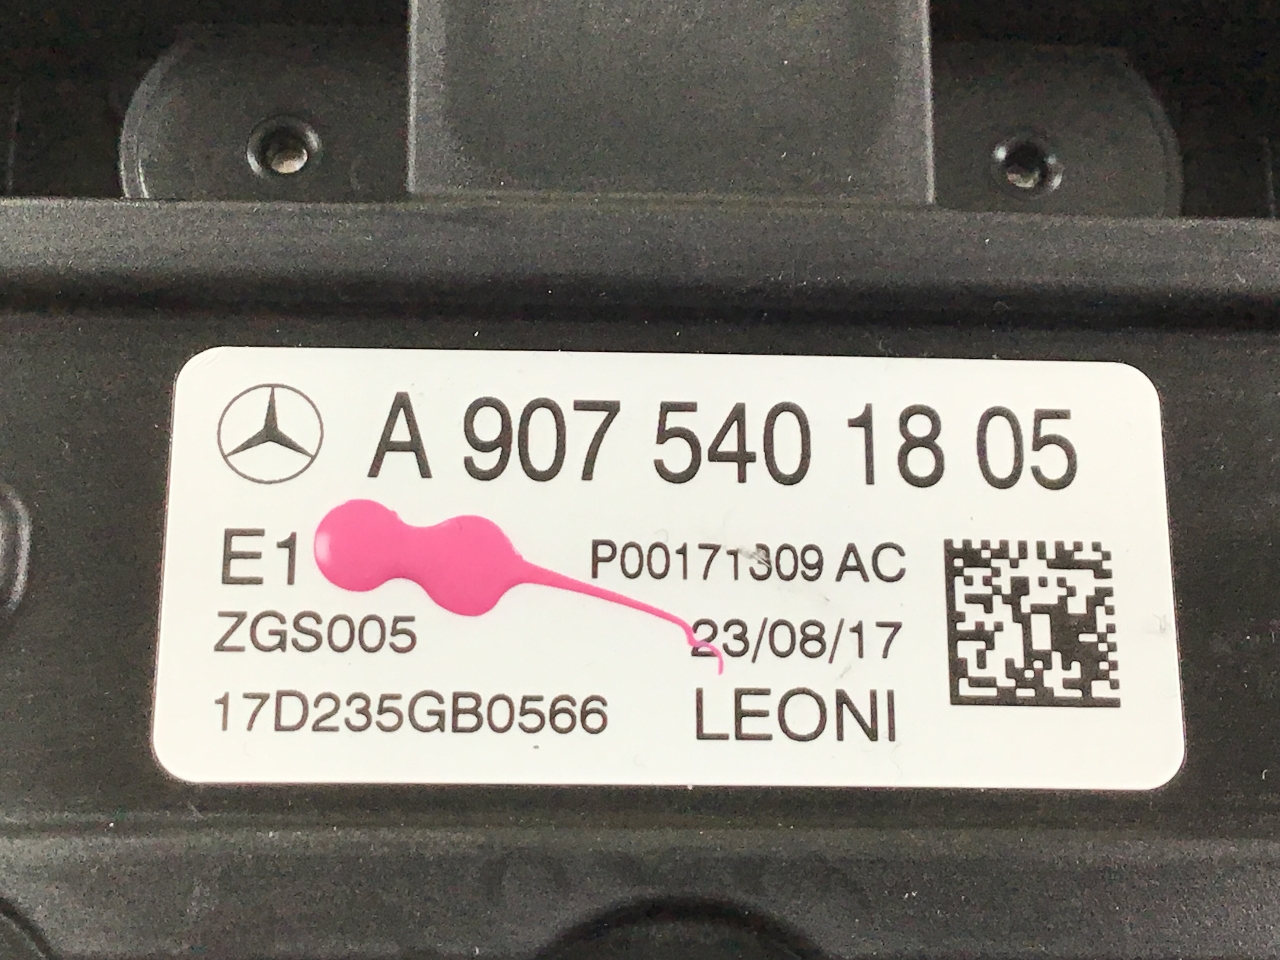 A 907 540 18 05
E1 P00171309 AC
ZGS005 23/08/17
17D235GB0566 LEONI